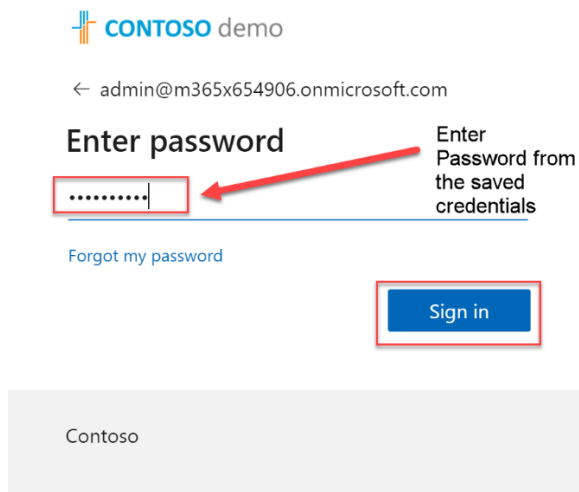 CONTOSO demo
← admin@m365x654906.onmicrosoft.com
Enter password
Enter
Password from
the saved
credentials
••••••••••
Forgot my password
Sign in
Contoso